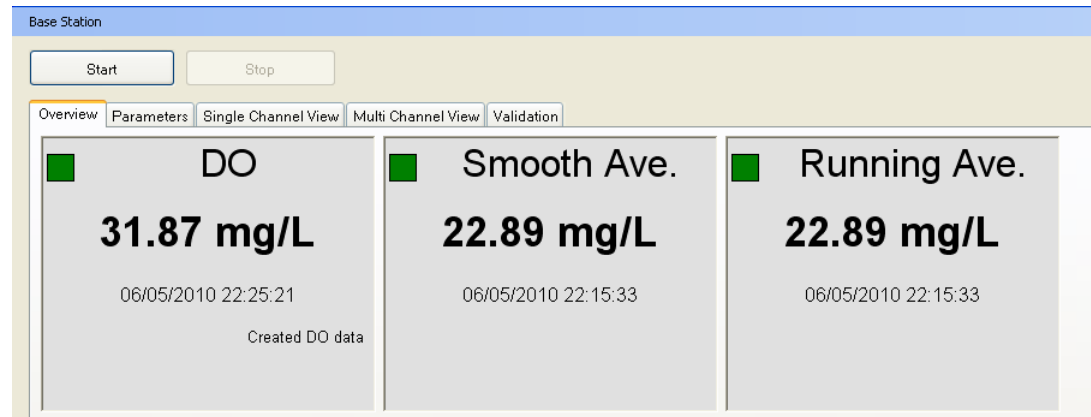 Base Station
Start Stop
Overview Parameters Single Channel View Multi Channel View Validation
DO Smooth Ave. Running Ave.
31.87 mg/L 22.89 mg/L 22.89 mg/L
06/05/2010 22:25:21 06/05/2010 22:15:33 06/05/2010 22:15:33
Created DO data